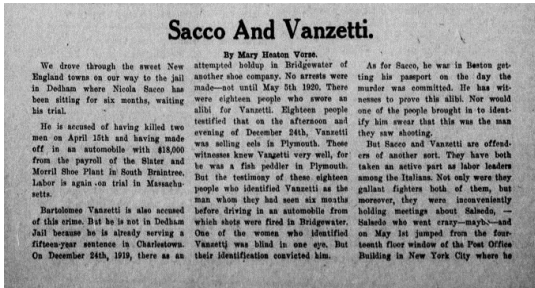 Sacco And Vanzetti.
By Mary Heaton Vorse.
We drove through the sweet New
England towns on our way to the jail
in Dedham where Nicola Sacco has
been sitting for six months, waiting
his trial.
He is accused of having killed two
men on April 15th and having made
off in an automobile with $18,000
from the payroll of the Slater and
Morril Shoe Plant in South Braintree.
Labor is again on trial in Massachu-
setts.
Bartolomeo Vanzetti is also accused
of this crime. But he is not in Dedham
Jail because he is already serving a
fifteen-year sentence in Charlestown.
On December 24th, 1919, there as an
attempted holdup in Bridgewater of
another shoe company. No arrests were
made—not until May 5th 1920. There
were eighteen people who swore an
alibi for Vanzetti. Eighteen people
testified that on the afternoon and
evening of December 24th, Vanzetti
was selling eels in Plymouth. These
witnesses knew Vanzetti very well, for
he was a fish peddler in Plymouth.
But the testimony of these eighteen
people who identified Vanzetti as the
man whom they had seen six months
before driving in an automobile from
which shots were fired in Bridgewater.
One of the women who identified
Vanzetti was blind in one eye. But
their identification convicted him.
As for Sacco, he was in Boston get-
ting his passport on the day the
murder was committed. He has wit-
nesses to prove this alibi. Nor would
one of the people brought in to ident-
ify him swear that this was the man
they saw shooting.
But Sacco and Vanzetti are offend-
ers of another sort. They have both
taken an active part as labor leaders
among the Italians. Not only were they
gallant fighters both of them, but
moreover, they were inconveniently
holding meetings about Salsedo, —
Salsedo who went crazy—maybe—and
on May 1st jumped from the four-
teenth floor window of the Post Office
Building in New York City where he